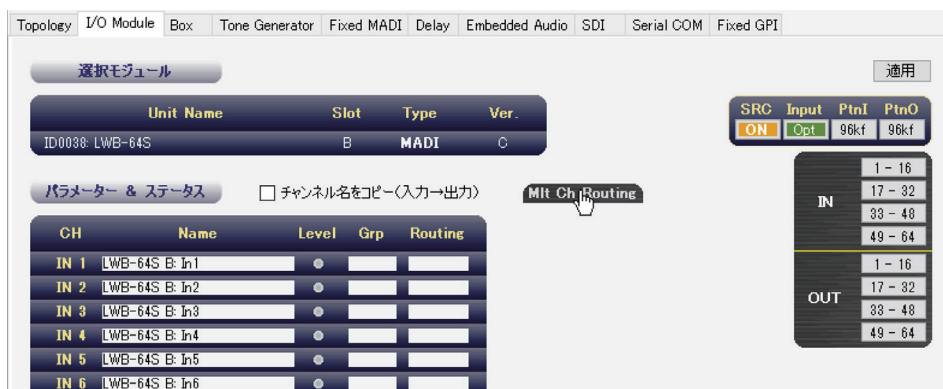 Topology I/O Module Box Tone Generator Fixed MADI Delay Embedded Audio SDI Serial COM Fixed GPI
選択モジュール
適用
Unit Name Slot Type Ver.
ID0038: LWB-64S B MADI C
SRC Input PtnI PtnO
ON Opt 96kf 96kf
パラメーター & ステータス
チャンネル名をコピー(入力→出力)
Mlt Ch Routing
IN
1 - 16
17 - 32
33 - 48
49 - 64
OUT
1 - 16
17 - 32
33 - 48
49 - 64
CH Name Level Grp Routing
IN 1 LWB-64S B: In1
IN 2 LWB-64S B: In2
IN 3 LWB-64S B: In3
IN 4 LWB-64S B: In4
IN 5 LWB-64S B: In5
IN 6 LWB-64S B: In6